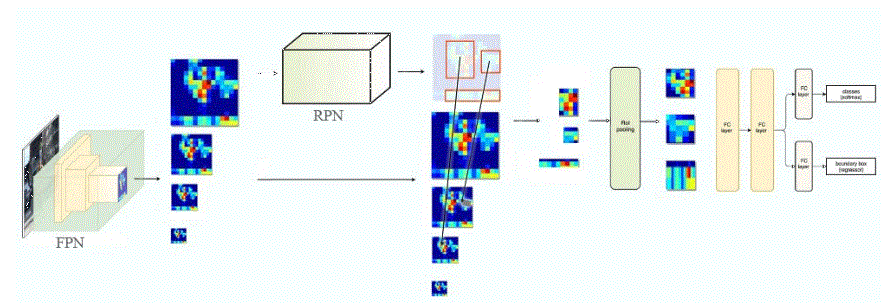 FPN
RPN
RoI
pooling
FC
layer
FC
layer
FC
layer
classes
(softmax)
FC
layer
boundary box
(regressor)